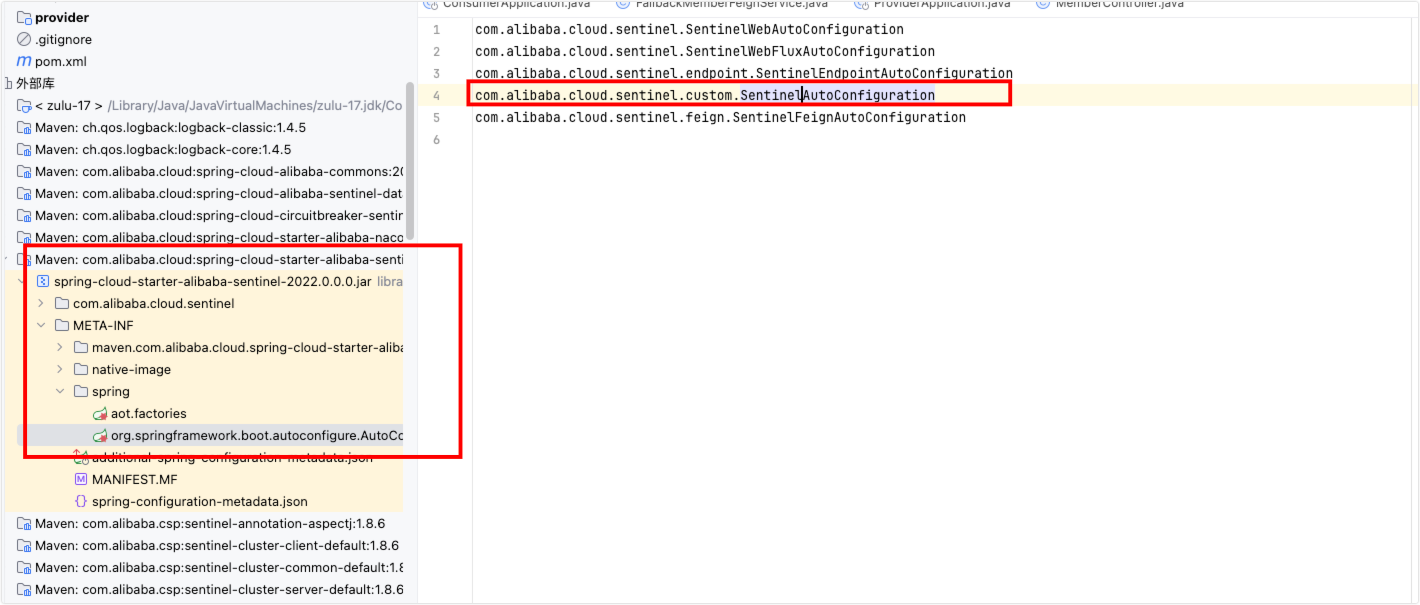 provider
.gitignore
pom.xml
外部库
< zulu-17 > /Library/Java/JavaVirtualMachines/zulu-17.jdk/Co
Maven: ch.qos.logback:logback-classic:1.4.5
Maven: ch.qos.logback:logback-core:1.4.5
Maven: com.alibaba.cloud:spring-cloud-alibaba-commons:20
Maven: com.alibaba.cloud:spring-cloud-alibaba-sentinel-dat
Maven: com.alibaba.cloud:spring-cloud-circuitbreaker-sentin
Maven: com.alibaba.cloud:spring-cloud-starter-alibaba-naco
Maven: com.alibaba.cloud:spring-cloud-starter-alibaba-senti
spring-cloud-starter-alibaba-sentinel-2022.0.0.0.jar libra
com.alibaba.cloud.sentinel
META-INF
maven.com.alibaba.cloud.spring-cloud-starter-aliba
native-image
spring
aot.factories
org.springframework.boot.autoconfigure.AutoCo
additional-spring-configuration-metadata.json
MANIFEST.MF
spring-configuration-metadata.json
Maven: com.alibaba.csp:sentinel-annotation-aspectj:1.8.6
Maven: com.alibaba.csp:sentinel-cluster-client-default:1.8.6
Maven: com.alibaba.csp:sentinel-cluster-common-default:1.8
Maven: com.alibaba.csp:sentinel-cluster-server-default:1.8.6
ConsumerApplication.java FallbackMemberFeignService.java ProviderApplication.java MemberController.java
1 com.alibaba.cloud.sentinel.SentinelWebAutoConfiguration
2 com.alibaba.cloud.sentinel.SentinelWebFluxAutoConfiguration
3 com.alibaba.cloud.sentinel.endpoint.SentinelEndpointAutoConfiguration
4 com.alibaba.cloud.sentinel.custom.SentinelAutoConfiguration
5 com.alibaba.cloud.sentinel.feign.SentinelFeignAutoConfiguration
6